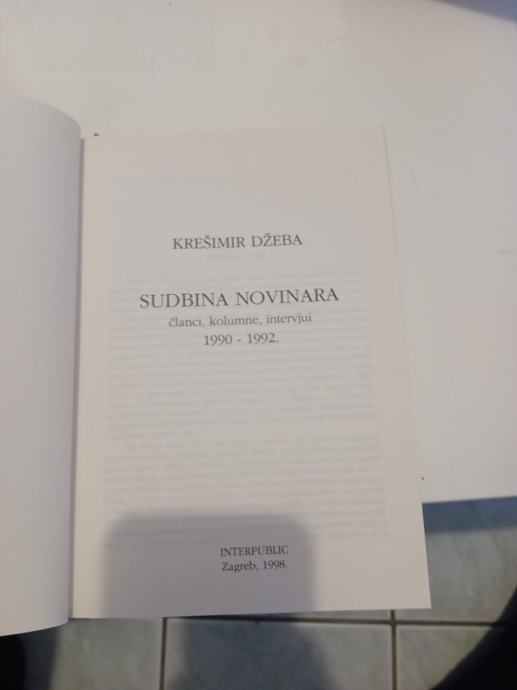 KREŠIMIR DŽEBA
SUDBINA NOVINARA
članci, kolumne, intervjui
1990 - 1992.
INTERPUBLIC
Zagreb, 1998.